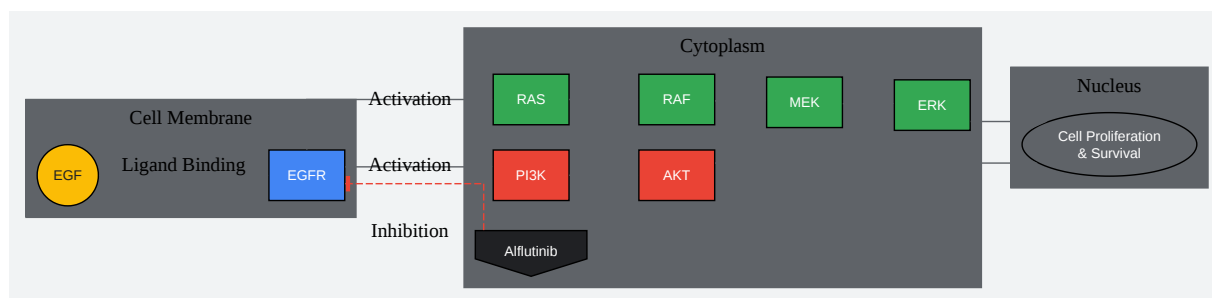 Cytoplasm
Nucleus
Cell Membrane
Activation
RAS
RAF
MEK
ERK
Cell Proliferation
& Survival
EGF
Ligand Binding
EGFR
Activation
PI3K
AKT
Inhibition
Alflutinib